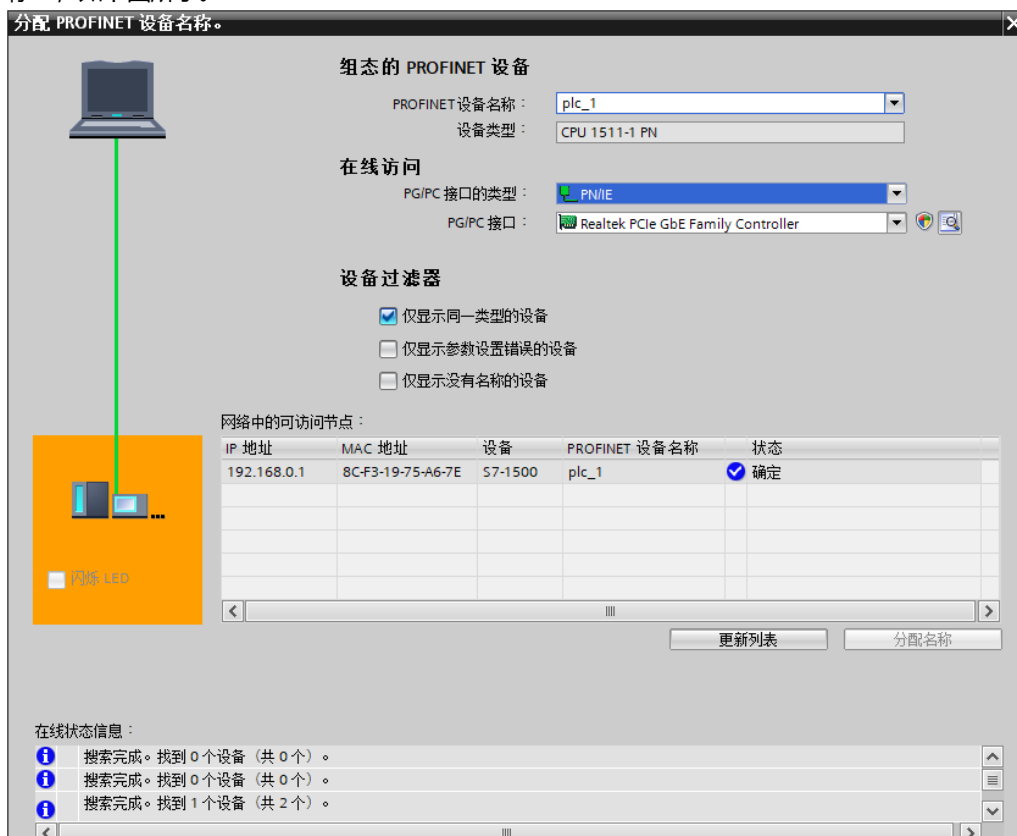 分配 PROFINET 设备名称。
组态的 PROFINET 设备
PROFINET设备名称： plc_1
设备类型： CPU 1511-1 PN
在线访问
PG/PC 接口的类型： PN/IE
PG/PC 接口： Realtek PCIe GbE Family Controller
设备过滤器
仅显示同一类型的设备
仅显示参数设置错误的设备
仅显示没有名称的设备
网络中的可访问节点：
IP 地址 MAC 地址 设备 PROFINET 设备名称 状态
192.168.0.1 8C-F3-19-75-A6-7E S7-1500 plc_1 确定
闪烁 LED
更新列表 分配名称
在线状态信息：
搜索完成。找到 0 个设备（共 0 个）。
搜索完成。找到 0 个设备（共 0 个）。
搜索完成。找到 1 个设备（共 2 个）。